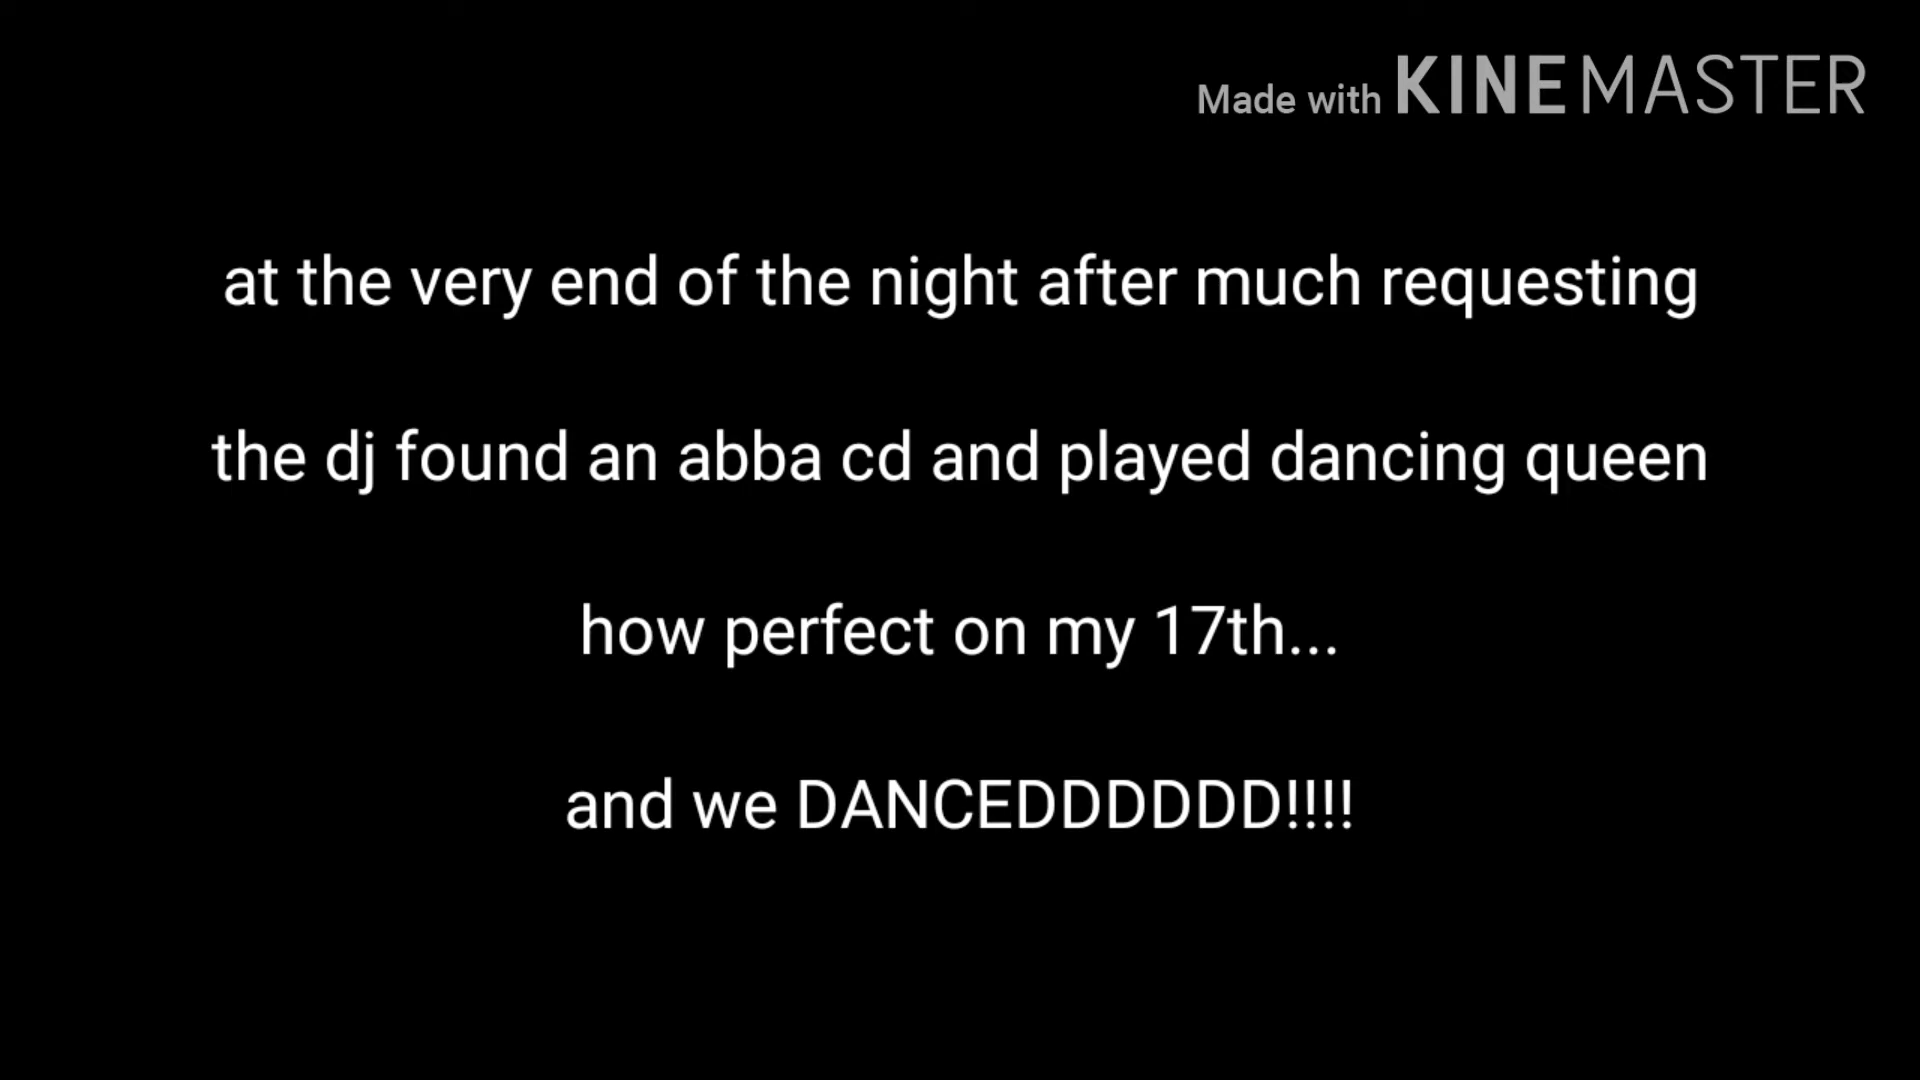 Made with KINEMASTER
at the very end of the night after much requesting
the dj found an abba cd and played dancing queen
how perfect on my 17th...
and we DANCEDDDDDD!!!!